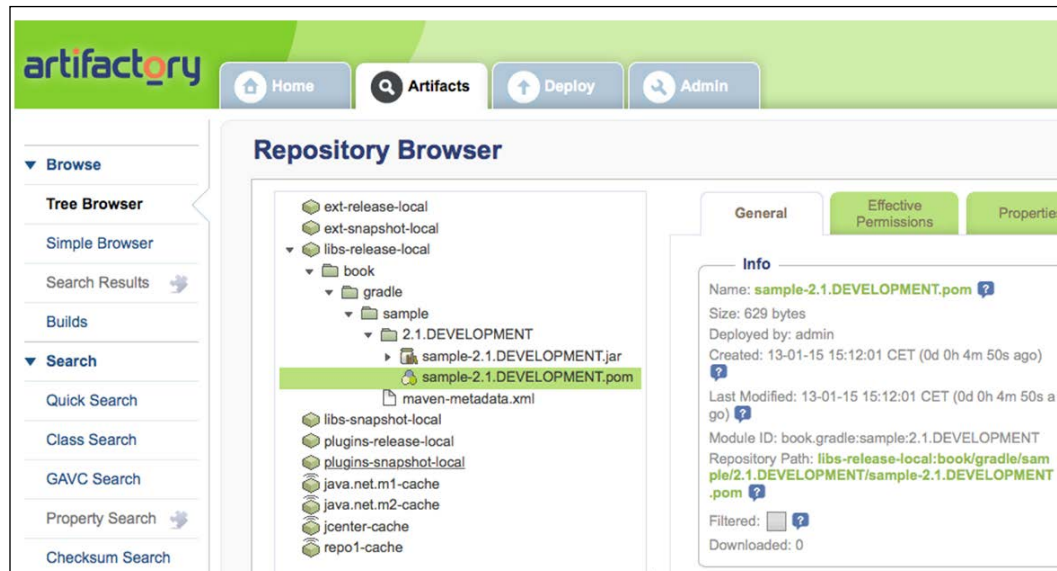 artifactory
Home
Artifacts
Deploy
Admin
Browse
Tree Browser
Simple Browser
Search Results
Builds
Search
Quick Search
Class Search
GAVC Search
Property Search
Checksum Search
Repository Browser
ext-release-local
ext-snapshot-local
libs-release-local
book
gradle
sample
2.1.DEVELOPMENT
sample-2.1.DEVELOPMENT.jar
sample-2.1.DEVELOPMENT.pom
maven-metadata.xml
libs-snapshot-local
plugins-release-local
plugins-snapshot-local
java.net.m1-cache
java.net.m2-cache
jcenter-cache
repo1-cache
General
Effective
Permissions
Propertie
Info
Name: sample-2.1.DEVELOPMENT.pom ?
Size: 629 bytes
Deployed by: admin
Created: 13-01-15 15:12:01 CET (0d 0h 4m 50s ago)
?
Last Modified: 13-01-15 15:12:01 CET (0d 0h 4m 50s a
go) ?
Module ID: book.gradle:sample:2.1.DEVELOPMENT
Repository Path: libs-release-local:book/gradle/sam
ple/2.1.DEVELOPMENT/sample-2.1.DEVELOPMENT
.pom ?
Filtered: ?
Downloaded: 0